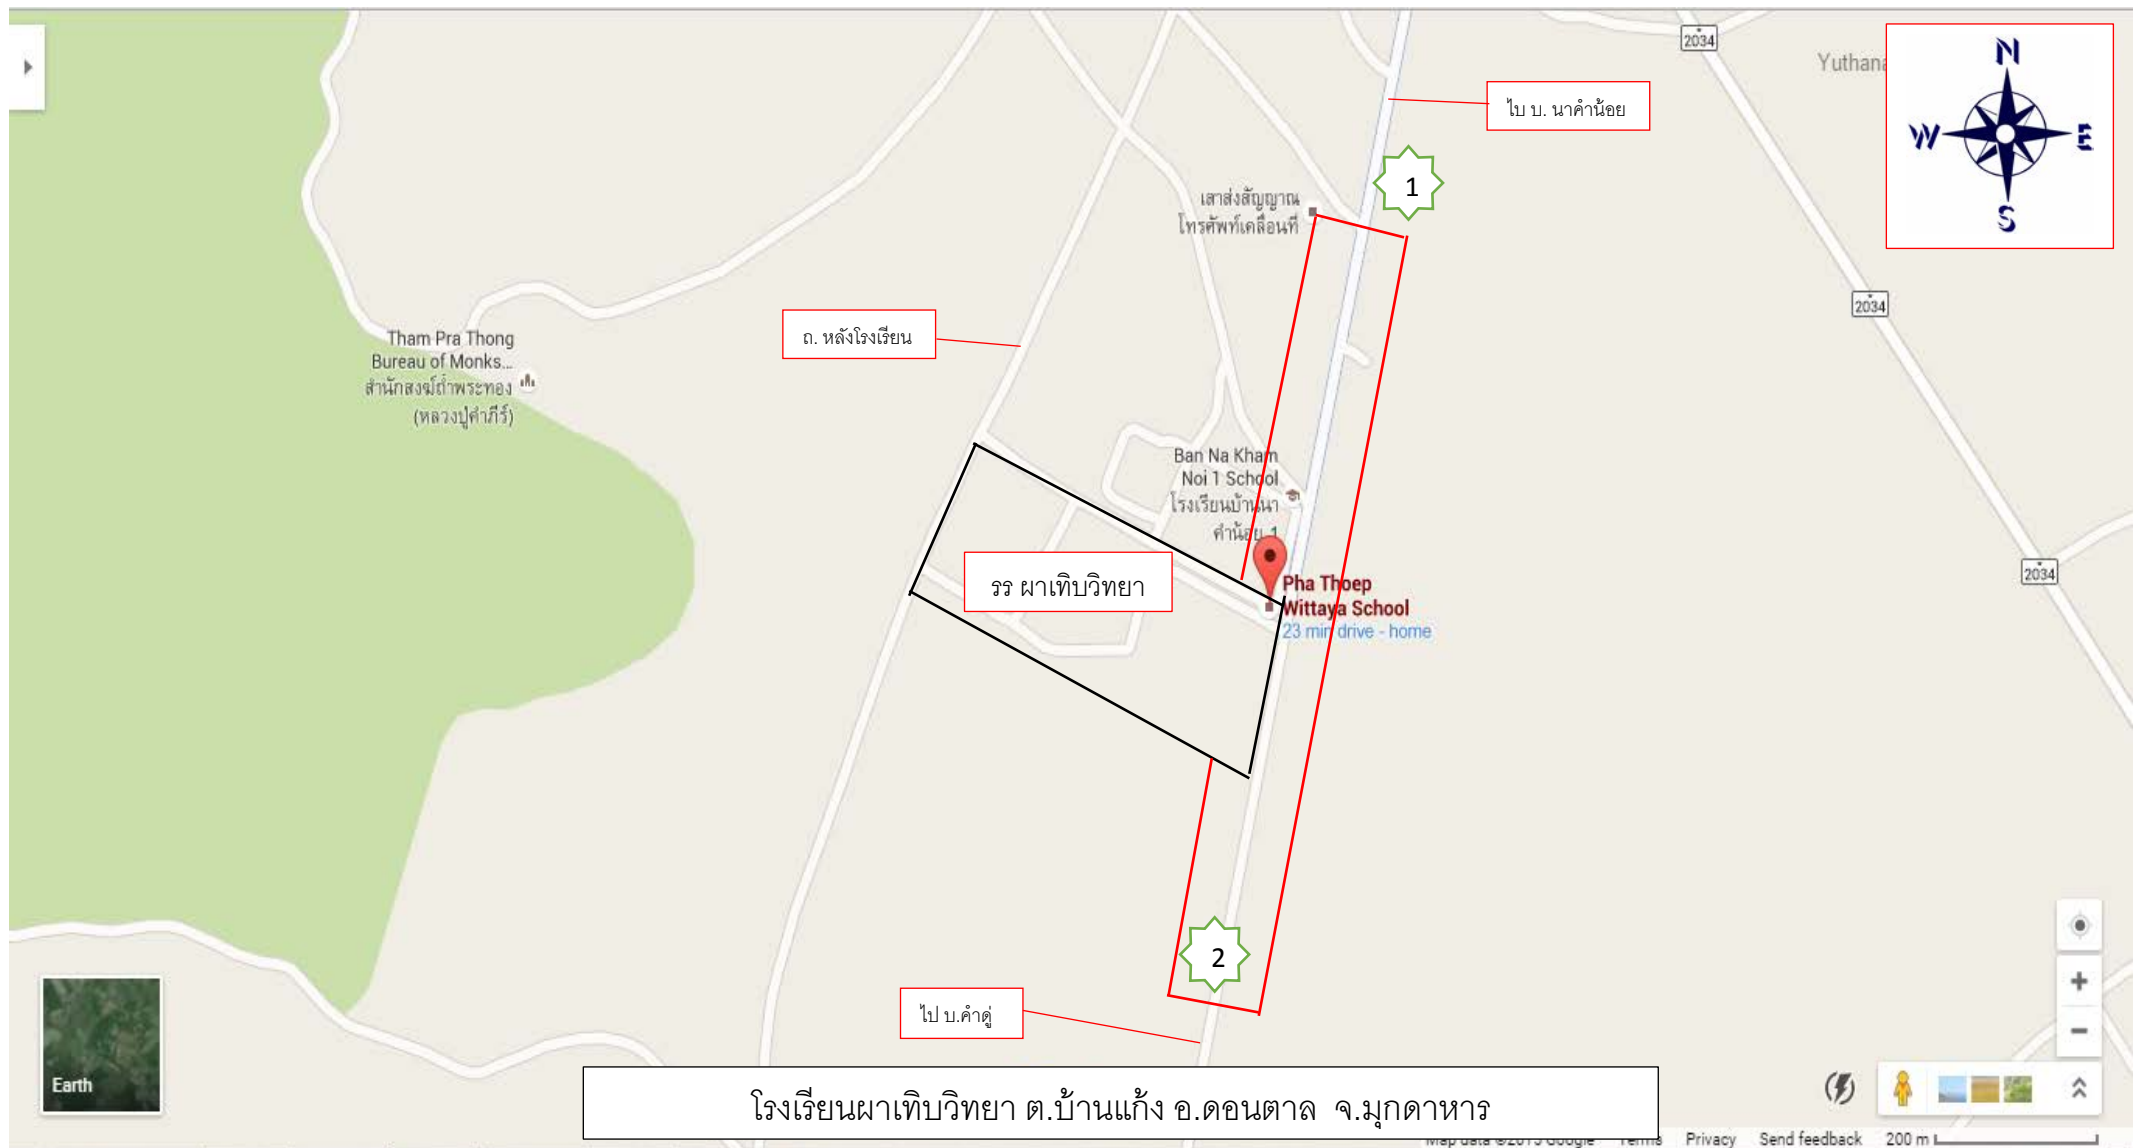 2034
Yuthana
N
W
E
S
ไบ บ. นาคำน้อย
1
เสาส่งสัญญาณ
โทรศัพท์เคลื่อนที่
2034
ถ. หลังโรงเรียน
Tham Pra Thong
Bureau of Monks...
สำนักสงฆ์ถ้ำพระทอง
(หลวงปู่คำภีร์)
Ban Na Kham
Noi 1 School
โรงเรียนบ้านนา
คำน้อย 1
รร ผาเทิบวิทยา
Pha Thoep
Wittaya School
23 min drive - home
2034
2
ไป บ.คำดู่
Earth
โรงเรียนผาเทิบวิทยา ต.บ้านแก้ง อ.ดอนตาล จ.มุกดาหาร
Map data ©2015 Google Terms Privacy Send feedback 200 m